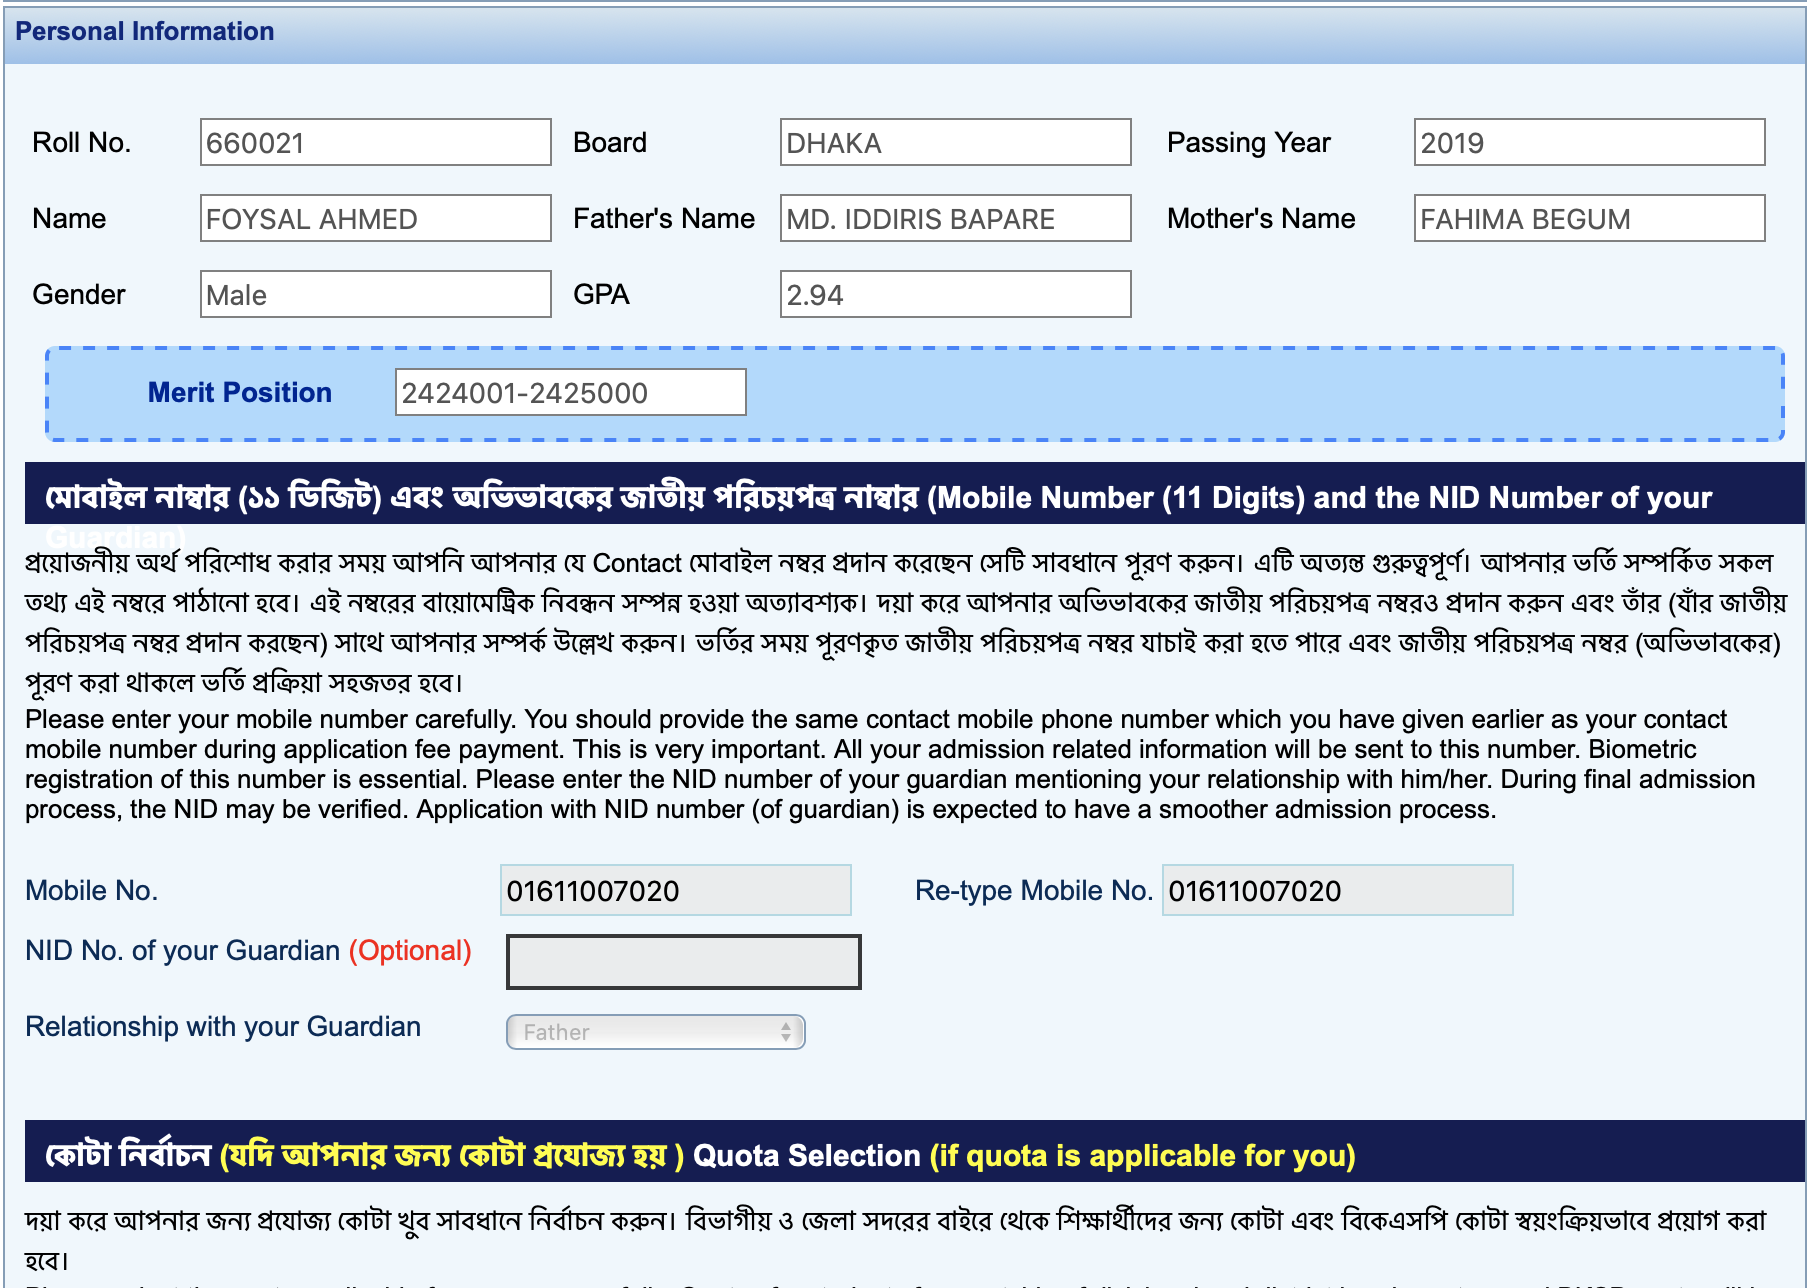 Personal Information
Roll No. 660021 Board DHAKA Passing Year 2019
Name FOYSAL AHMED Father's Name MD. IDDIRIS BAPARE Mother's Name FAHIMA BEGUM
Gender Male GPA 2.94
Merit Position 2424001-2425000
মোবাইল নাম্বার (১১ ডিজিট) এবং অভিভাবকের জাতীয় পরিচয়পত্র নাম্বার (Mobile Number (11 Digits) and the NID Number of your
Guardian)
প্রয়োজনীয় অর্থ পরিশোধ করার সময় আপনি আপনার যে Contact মোবাইল নম্বর প্রদান করেছেন সেটি সাবধানে পূরণ করুন। এটি অত্যন্ত গুরুত্বপূর্ণ। আপনার ভর্তি সম্পর্কিত সকল
তথ্য এই নম্বরে পাঠানো হবে। এই নম্বরের বায়োমেট্রিক নিবন্ধন সম্পন্ন হওয়া অত্যাবশ্যক। দয়া করে আপনার অভিভাবকের জাতীয় পরিচয়পত্র নম্বরও প্রদান করুন এবং তাঁর (যাঁর জাতীয়
পরিচয়পত্র নম্বর প্রদান করছেন) সাথে আপনার সম্পর্ক উল্লেখ করুন। ভর্তির সময় পূরণকৃত জাতীয় পরিচয়পত্র নম্বর যাচাই করা হতে পারে এবং জাতীয় পরিচয়পত্র নম্বর (অভিভাবকের)
পূরণ করা থাকলে ভর্তি প্রক্রিয়া সহজতর হবে।
Please enter your mobile number carefully. You should provide the same contact mobile phone number which you have given earlier as your contact
mobile number during application fee payment. This is very important. All your admission related information will be sent to this number. Biometric
registration of this number is essential. Please enter the NID number of your guardian mentioning your relationship with him/her. During final admission
process, the NID may be verified. Application with NID number (of guardian) is expected to have a smoother admission process.
Mobile No. 01611007020 Re-type Mobile No. 01611007020
NID No. of your Guardian (Optional)
Relationship with your Guardian Father
কোটা নির্বাচন (যদি আপনার জন্য কোটা প্রযোজ্য হয় ) Quota Selection (if quota is applicable for you)
দয়া করে আপনার জন্য প্রযোজ্য কোটা খুব সাবধানে নির্বাচন করুন। বিভাগীয় ও জেলা সদরের বাইরে থেকে শিক্ষার্থীদের জন্য কোটা এবং বিকেএসপি কোটা স্বয়ংক্রিয়ভাবে প্রয়োগ করা
হবে।